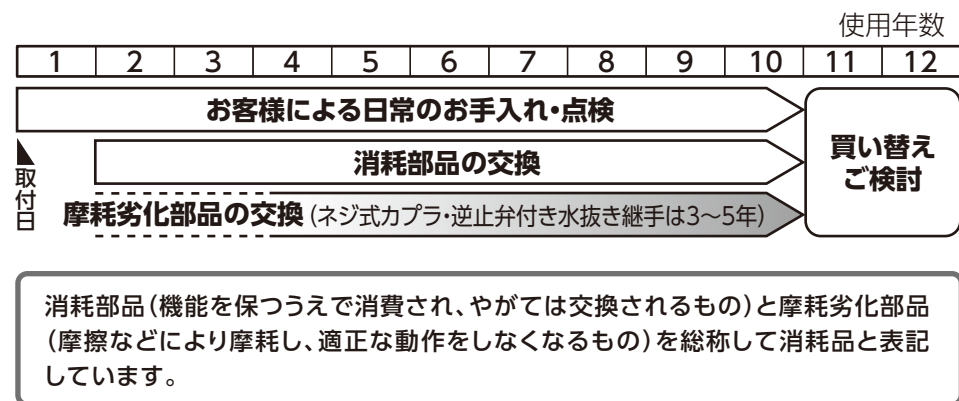 使用年数
1 2 3 4 5 6 7 8 9 10 11 12
お客様による日常のお手入れ・点検
取付日
消耗部品の交換
摩耗劣化部品の交換(ネジ式カプラ・逆止弁付き水抜き継手は3~5年)
買い替え
ご検討
消耗部品(機能を保つうえで消費され、やがては交換されるもの)と摩耗劣化部品
(摩擦などにより摩耗し、適正な動作をしなくなるもの)を総称して消耗品と表記
しています。